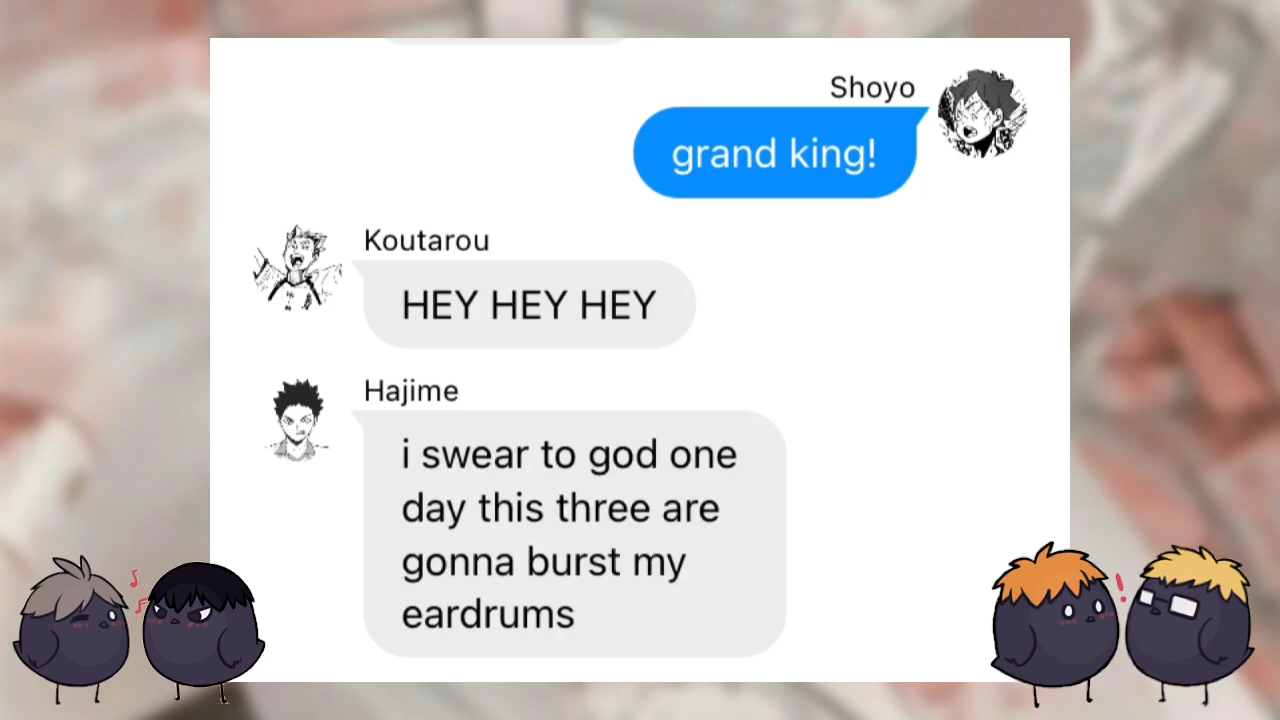 Shoyo
grand king!
Koutarou
HEY HEY HEY
Hajime
i swear to god one
day this three are
gonna burst my
eardrums